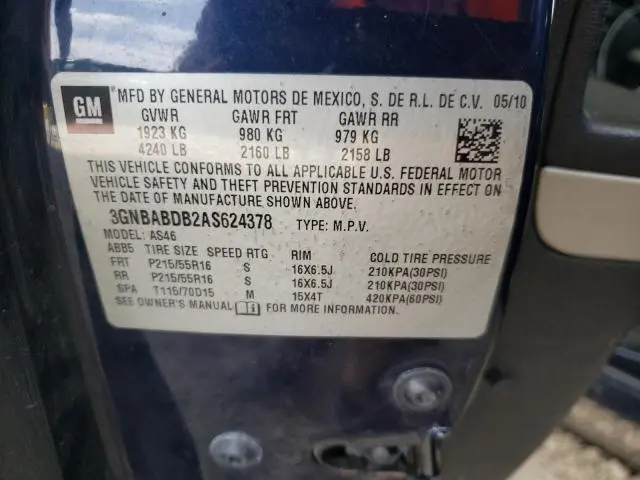 GM
MFD BY GENERAL MOTORS DE MEXICO, S. DE R.L. DE C.V. 05/10
GVWR GAWR FRT GAWR RR
1923 KG 980 KG 979 KG
4240 LB 2160 LB 2158 LB
THIS VEHICLE CONFORMS TO ALL APPLICABLE U.S. FEDERAL MOTOR
VEHICLE SAFETY AND THEFT PREVENTION STANDARDS IN EFFECT ON
THE DATE OF MANUFACTURE SHOWN ABOVE.
3GNBABDB2AS624378 TYPE: M.P.V.
MODEL: AS46
ABB5 TIRE SIZE SPEED RTG RIM COLD TIRE PRESSURE
FRT P215/55R16 S 16X6.5J 210KPA(30PSI)
RR P215/55R16 S 16X6.5J 210KPA(30PSI)
SPA T115/70D15 M 15X4T 420KPA(60PSI)
SEE OWNER'S MANUAL FOR MORE INFORMATION.